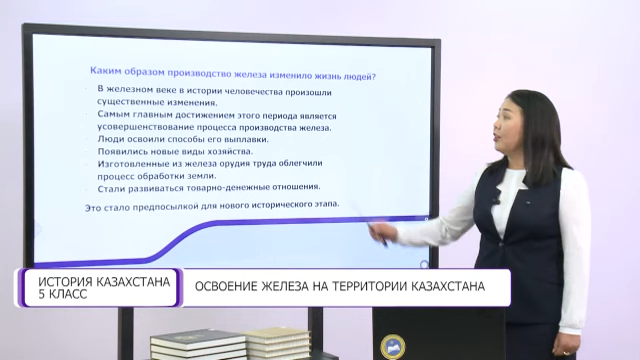 Каким образом производство железа изменило жизнь людей?
В железном веке в истории человечества произошли
существенные изменения.
Самым главным достижением этого периода является
усовершенствование процесса производства железа.
Люди освоили способы его выплавки.
Появились новые виды хозяйства.
Изготовленные из железа орудия труда облегчили
процесс обработки земли.
Стали развиваться товарно-денежные отношения.
Это стало предпосылкой для нового исторического этапа.
ИСТОРИЯ КАЗАХСТАНА
5 КЛАСС
ОСВОЕНИЕ ЖЕЛЕЗА НА ТЕРРИТОРИИ КАЗАХСТАНА